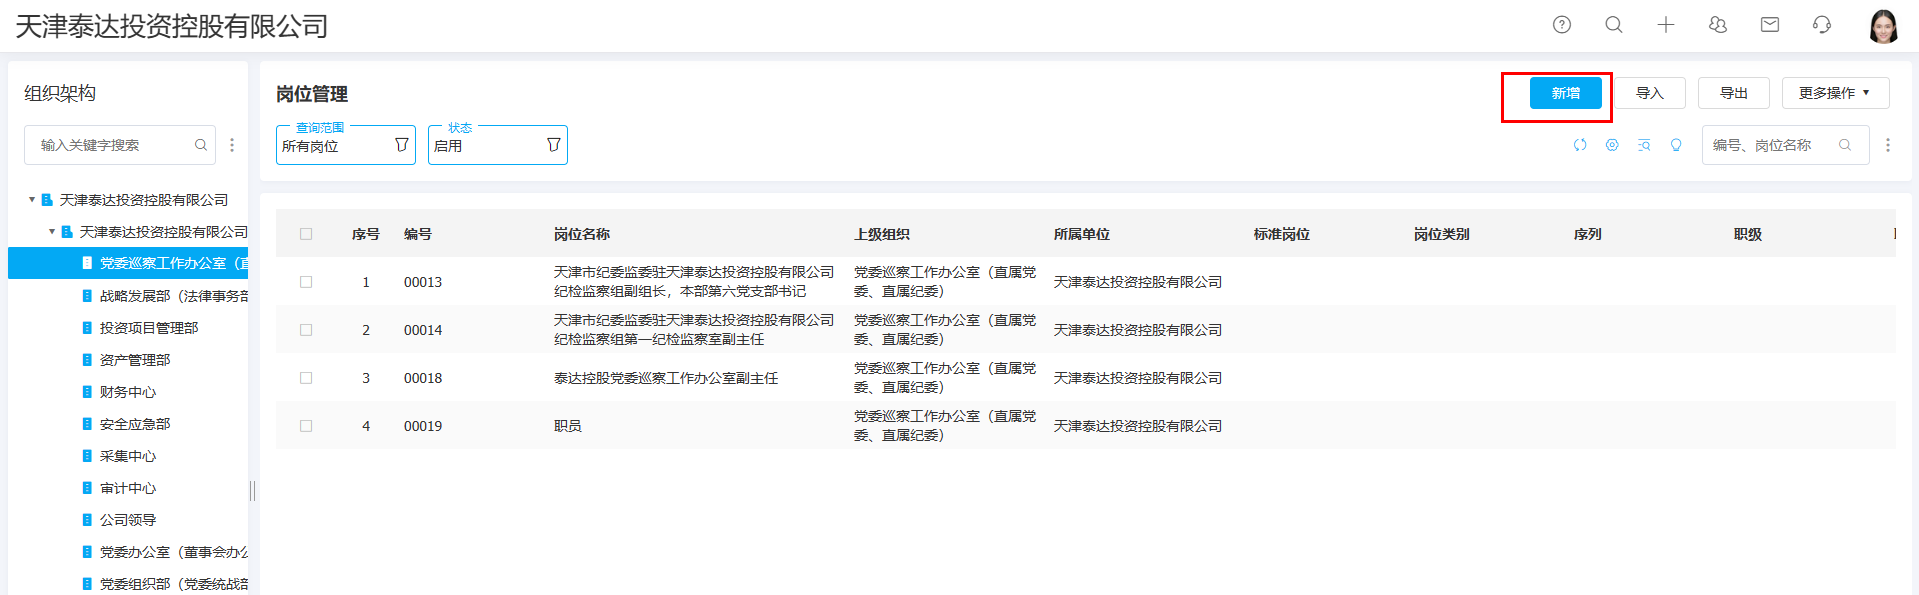 天津泰达投资控股有限公司
组织架构
输入关键字搜索
天津泰达投资控股有限公司
天津泰达投资控股有限公司
党委巡察工作办公室（直
战略发展部（法律事务部
投资项目管理部
资产管理部
财务中心
安全应急部
采集中心
审计中心
公司领导
党委办公室（董事会办公
党委组织部（党委统战部
岗位管理
新增 导入 导出 更多操作
查询范围 状态
所有岗位 启用
编号、岗位名称
序号 编号 岗位名称 上级组织 所属单位 标准岗位 岗位类别 序列 职级
1 00013 天津市纪委监委驻天津泰达投资控股有限公司 党委巡察工作办公室（直属党 天津泰达投资控股有限公司
纪检监察组副组长，本部第六党支部书记 委、直属纪委）
2 00014 天津市纪委监委驻天津泰达投资控股有限公司 党委巡察工作办公室（直属党 天津泰达投资控股有限公司
纪检监察组第一纪检监察室副主任 委、直属纪委）
3 00018 泰达控股党委巡察工作办公室副主任 党委巡察工作办公室（直属党 天津泰达投资控股有限公司
委、直属纪委）
4 00019 职员 党委巡察工作办公室（直属党 天津泰达投资控股有限公司
委、直属纪委）